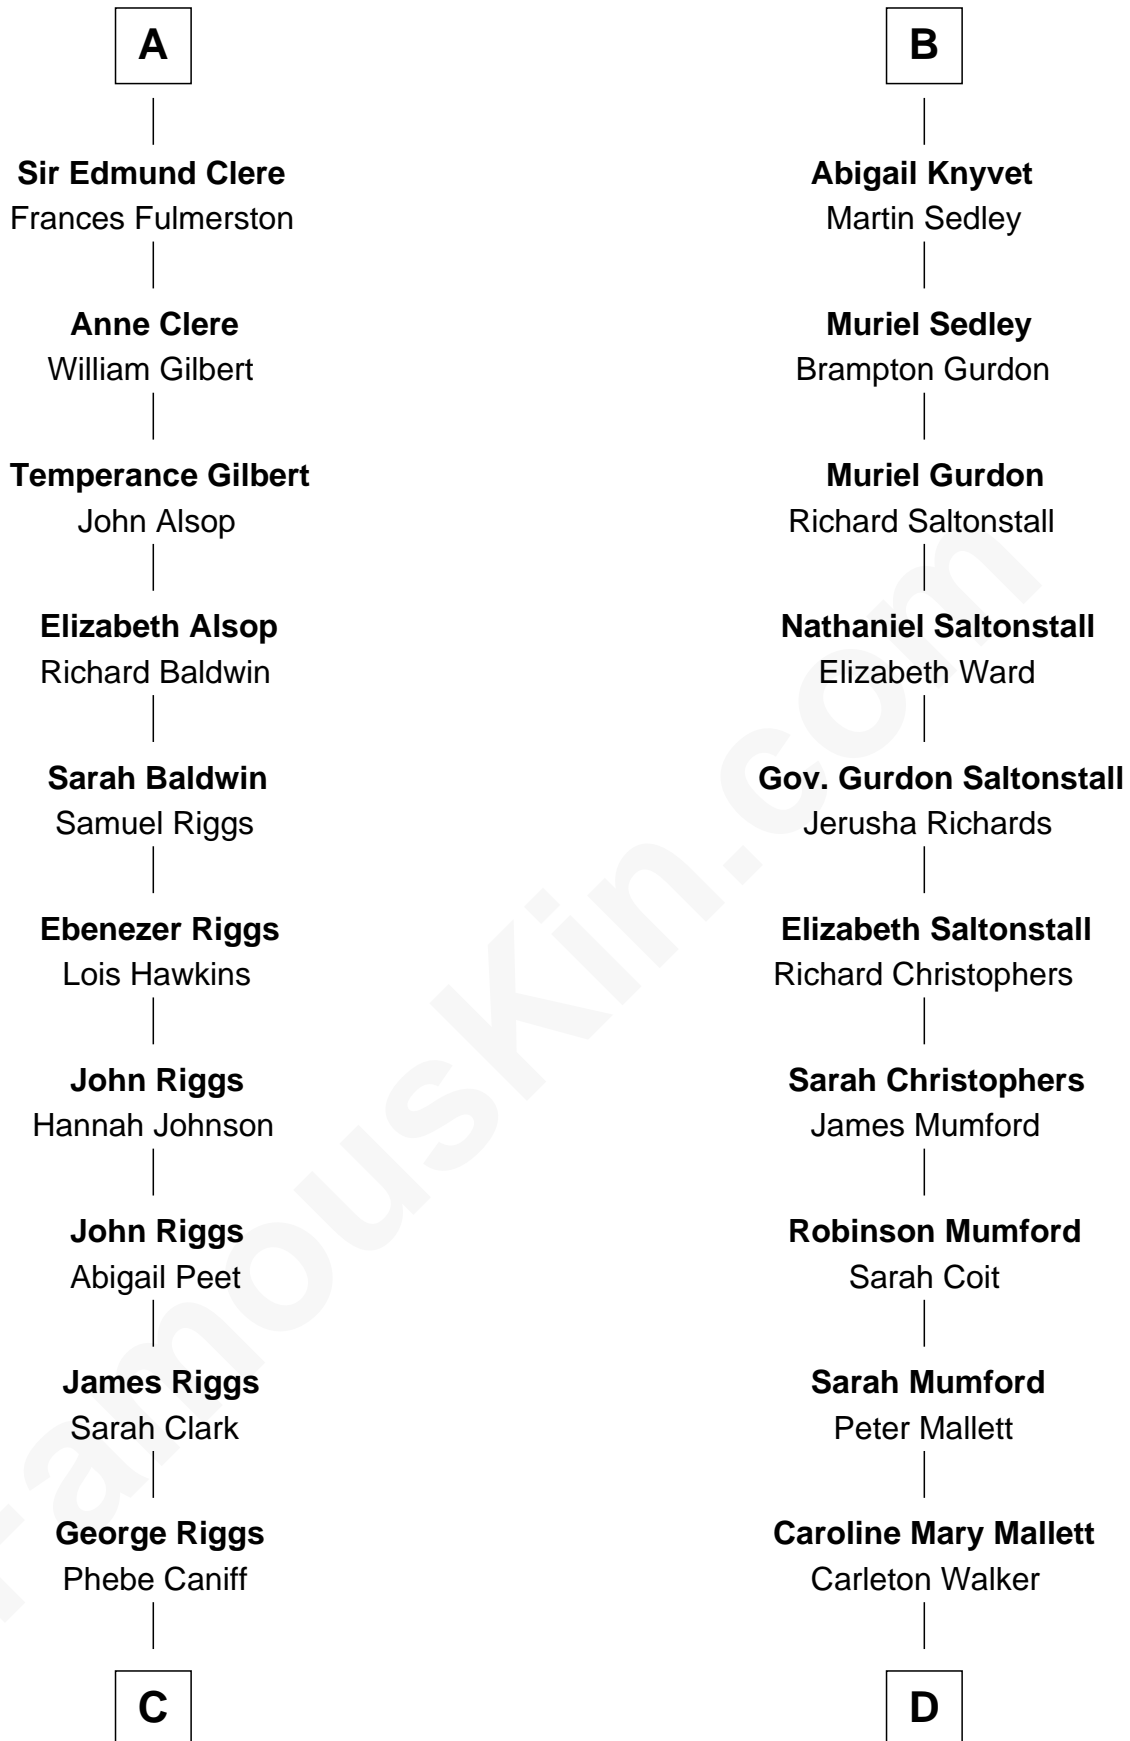 A
Sir Edmund Clere
Frances Fulmerston
Anne Clere
William Gilbert
Temperance Gilbert
John Alsop
Elizabeth Alsop
Richard Baldwin
Sarah Baldwin
Samuel Riggs
Ebenezer Riggs
Lois Hawkins
John Riggs
Hannah Johnson
John Riggs
Abigail Peet
James Riggs
Sarah Clark
George Riggs
Phebe Caniff
C
B
Abigail Knyvet
Martin Sedley
Muriel Sedley
Brampton Gurdon
Muriel Gurdon
Richard Saltonstall
Nathaniel Saltonstall
Elizabeth Ward
Gov. Gurdon Saltonstall
Jerusha Richards
Elizabeth Saltonstall
Richard Christophers
Sarah Christophers
James Mumford
Robinson Mumford
Sarah Coit
Sarah Mumford
Peter Mallett
Caroline Mary Mallett
Carleton Walker
D
FamousKin.com